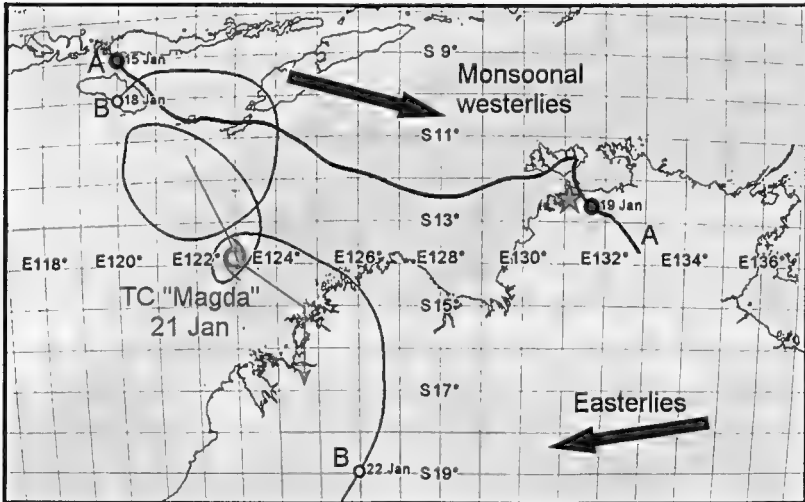 S 9°
A
15 Jan
Monsoonal
westerlies
B
18 Jan
S11°
S13°
19 Jan
A
E118°
E120°
E122°
E124°
E126°
E128°
E130°
E132°
E134°
E136°
TC "Magda"
21 Jan
S15°
S17°
Easterlies
B
22 Jan
S19°